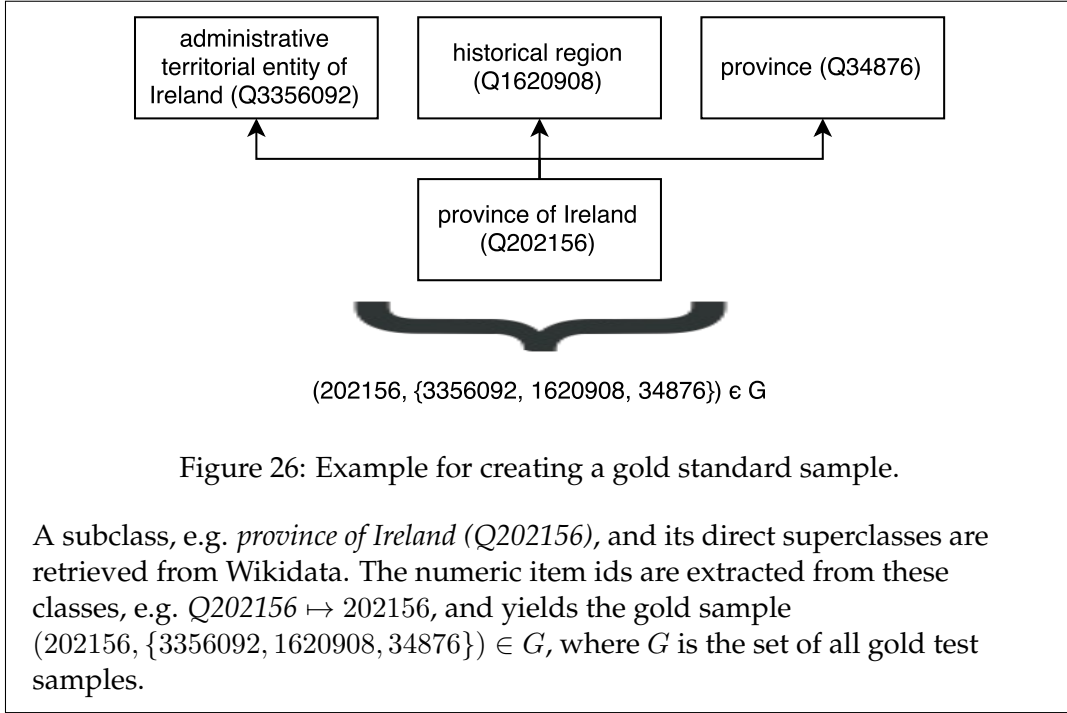 administrative
territorial entity of
Ireland (Q3356092)
historical region
(Q1620908)
province (Q34876)
province of Ireland
(Q202156)
(202156, {3356092, 1620908, 34876}) ϵ G
Figure 26: Example for creating a gold standard sample.
A subclass, e.g. province of Ireland (Q202156), and its direct superclasses are
retrieved from Wikidata. The numeric item ids are extracted from these
classes, e.g. Q202156 ↦ 202156, and yields the gold sample
(202156, {3356092, 1620908, 34876}) ∈ G, where G is the set of all gold test
samples.